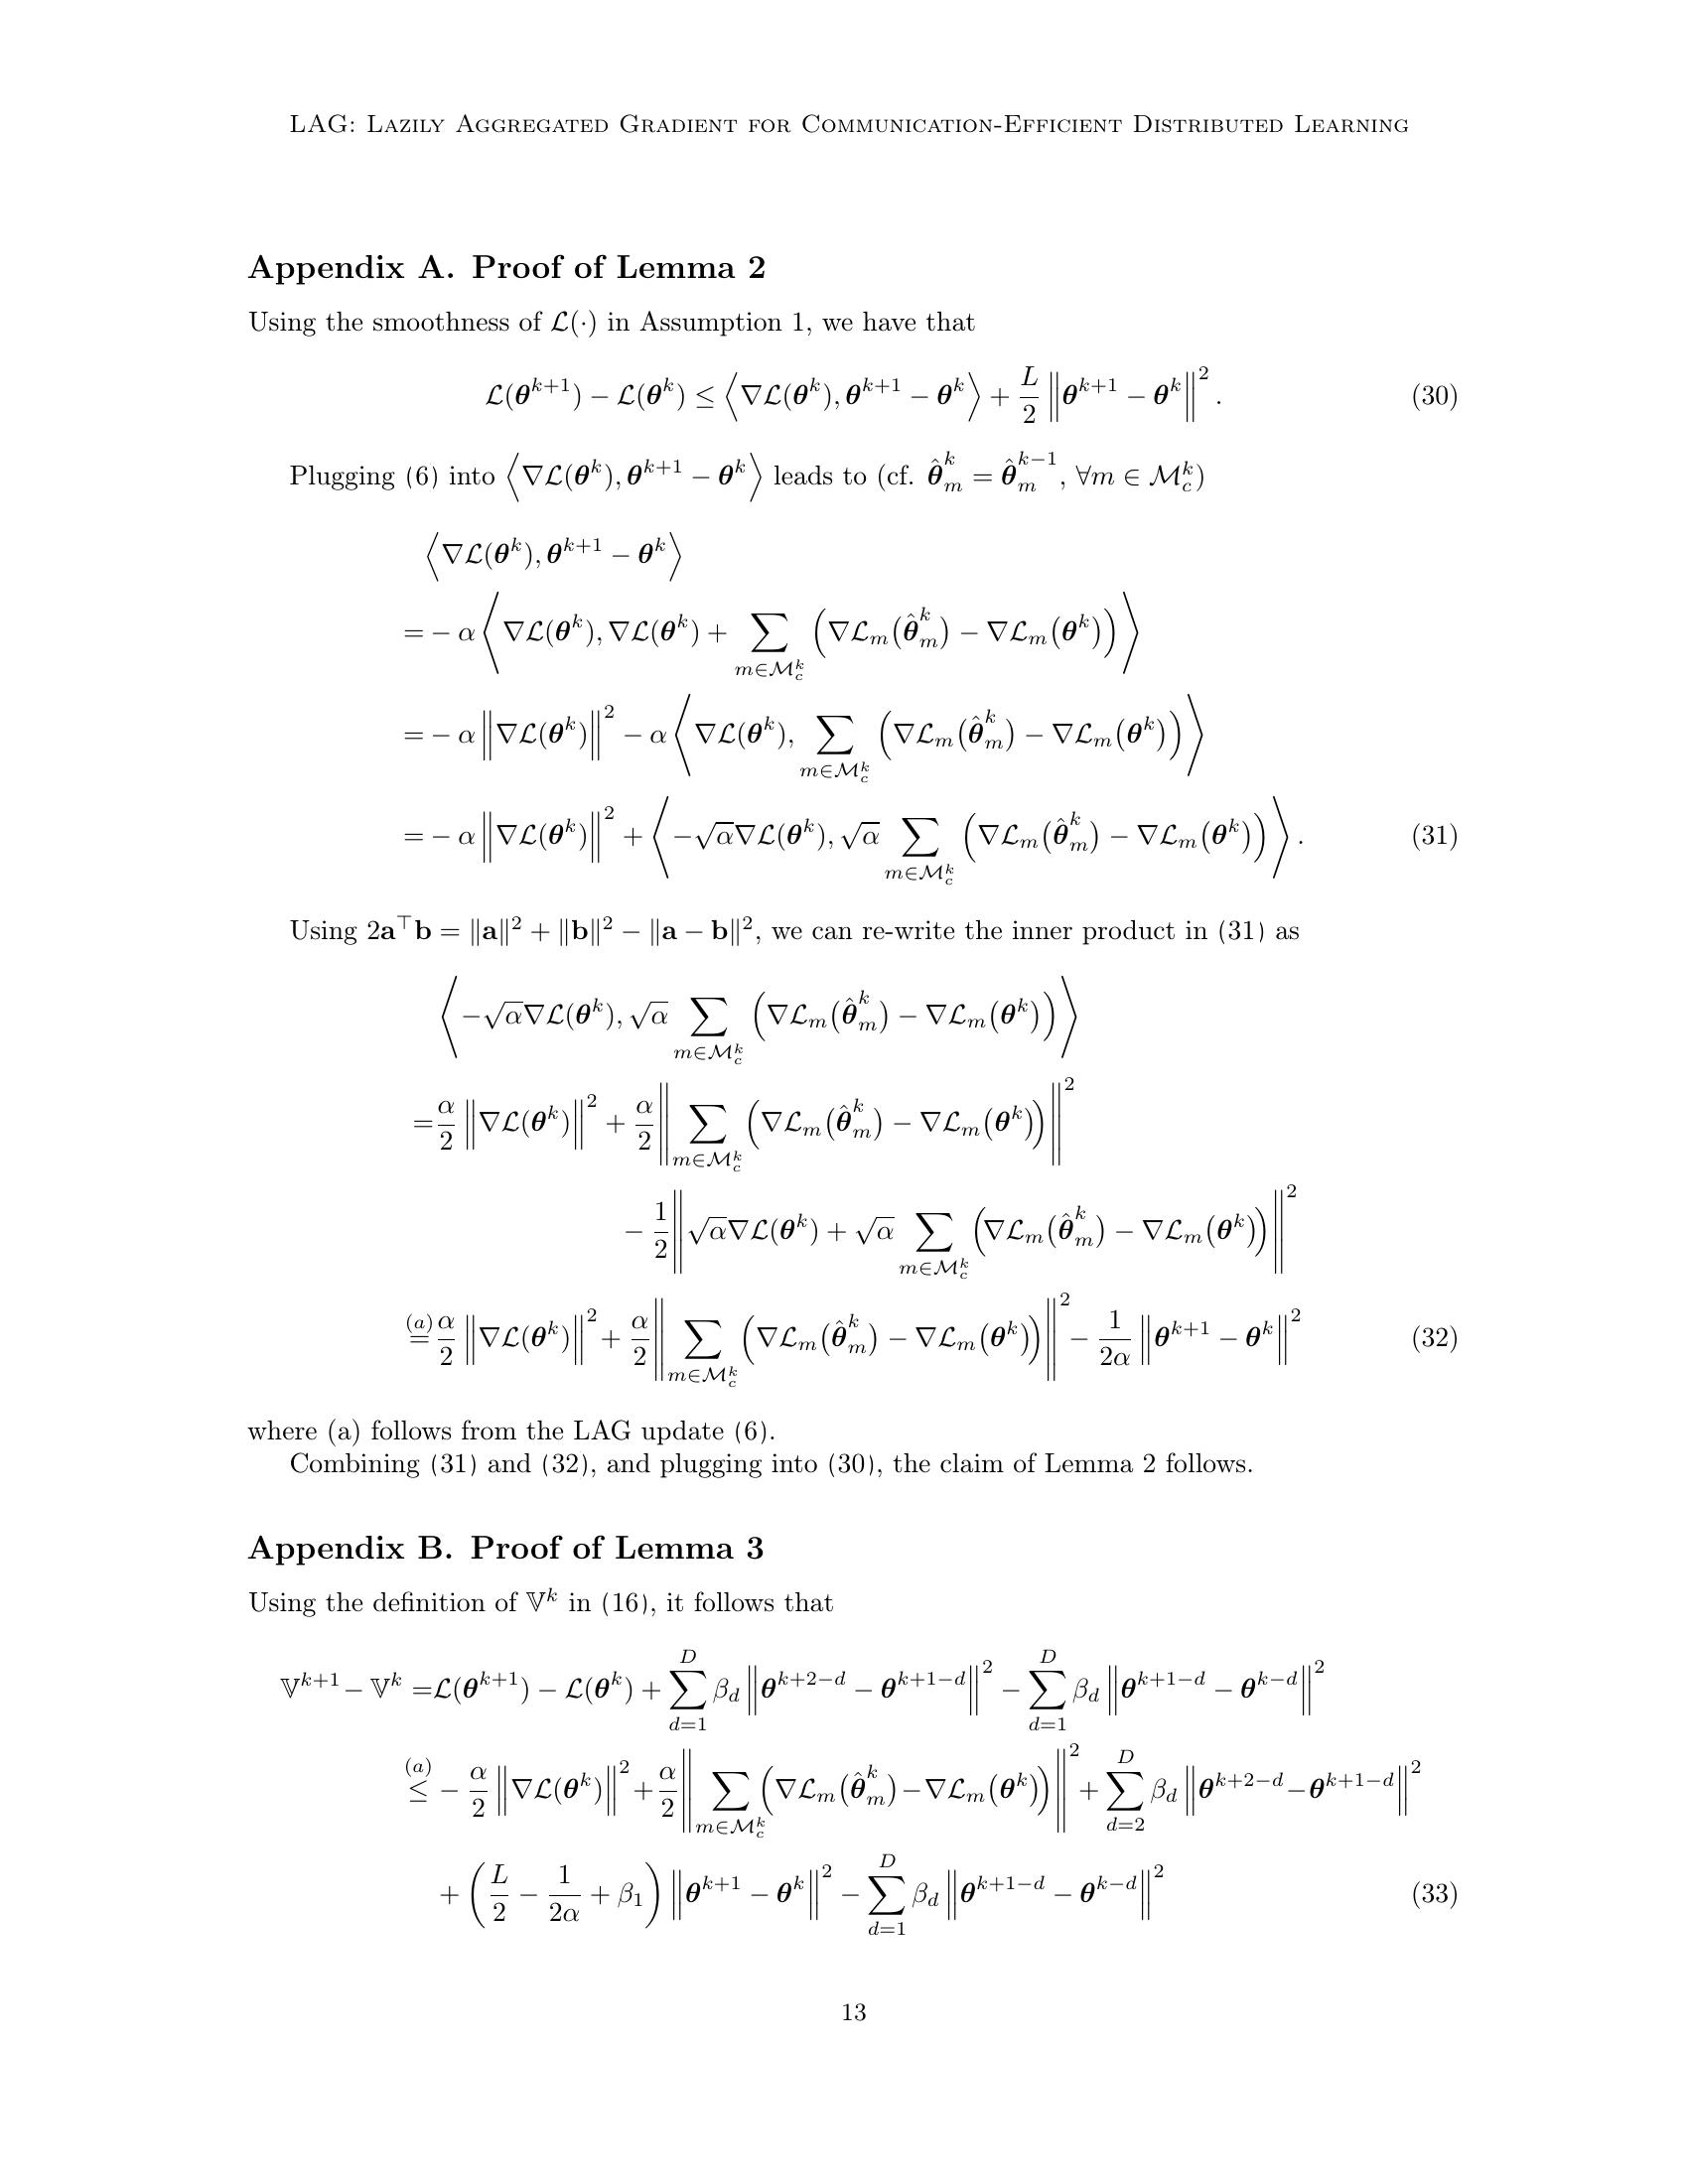 LAG: Lazily Aggregated Gradient for Communication-Efficient Distributed Learning
Appendix A. Proof of Lemma 2
Using the smoothness of $\mathcal{L}(\cdot)$ in Assumption 1, we have that
$\mathcal{L}(\boldsymbol{\theta}^{k+1}) - \mathcal{L}(\boldsymbol{\theta}^k) \leq \left\langle \nabla\mathcal{L}(\boldsymbol{\theta}^k), \boldsymbol{\theta}^{k+1} - \boldsymbol{\theta}^k \right\rangle + \frac{L}{2} \left\| \boldsymbol{\theta}^{k+1} - \boldsymbol{\theta}^k \right\|^2.$ (30)
Plugging (6) into $\left\langle \nabla\mathcal{L}(\boldsymbol{\theta}^k), \boldsymbol{\theta}^{k+1} - \boldsymbol{\theta}^k \right\rangle$ leads to (cf. $\hat{\boldsymbol{\theta}}_m^k = \hat{\boldsymbol{\theta}}_m^{k-1}, \forall m \in \mathcal{M}_c^k$)
$\left\langle \nabla\mathcal{L}(\boldsymbol{\theta}^k), \boldsymbol{\theta}^{k+1} - \boldsymbol{\theta}^k \right\rangle$
$= -\alpha \left\langle \nabla\mathcal{L}(\boldsymbol{\theta}^k), \nabla\mathcal{L}(\boldsymbol{\theta}^k) + \sum_{m \in \mathcal{M}_c^k} \left( \nabla\mathcal{L}_m(\hat{\boldsymbol{\theta}}_m^k) - \nabla\mathcal{L}_m(\boldsymbol{\theta}^k) \right) \right\rangle$
$= -\alpha \left\| \nabla\mathcal{L}(\boldsymbol{\theta}^k) \right\|^2 - \alpha \left\langle \nabla\mathcal{L}(\boldsymbol{\theta}^k), \sum_{m \in \mathcal{M}_c^k} \left( \nabla\mathcal{L}_m(\hat{\boldsymbol{\theta}}_m^k) - \nabla\mathcal{L}_m(\boldsymbol{\theta}^k) \right) \right\rangle$
$= -\alpha \left\| \nabla\mathcal{L}(\boldsymbol{\theta}^k) \right\|^2 + \left\langle -\sqrt{\alpha}\nabla\mathcal{L}(\boldsymbol{\theta}^k), \sqrt{\alpha} \sum_{m \in \mathcal{M}_c^k} \left( \nabla\mathcal{L}_m(\hat{\boldsymbol{\theta}}_m^k) - \nabla\mathcal{L}_m(\boldsymbol{\theta}^k) \right) \right\rangle.$ (31)
Using $2\mathbf{a}^\top\mathbf{b} = \|\mathbf{a}\|^2 + \|\mathbf{b}\|^2 - \|\mathbf{a} - \mathbf{b}\|^2$, we can re-write the inner product in (31) as
$\left\langle -\sqrt{\alpha}\nabla\mathcal{L}(\boldsymbol{\theta}^k), \sqrt{\alpha} \sum_{m \in \mathcal{M}_c^k} \left( \nabla\mathcal{L}_m(\hat{\boldsymbol{\theta}}_m^k) - \nabla\mathcal{L}_m(\boldsymbol{\theta}^k) \right) \right\rangle$
$= \frac{\alpha}{2} \left\| \nabla\mathcal{L}(\boldsymbol{\theta}^k) \right\|^2 + \frac{\alpha}{2} \left\| \sum_{m \in \mathcal{M}_c^k} \left( \nabla\mathcal{L}_m(\hat{\boldsymbol{\theta}}_m^k) - \nabla\mathcal{L}_m(\boldsymbol{\theta}^k) \right) \right\|^2$
$- \frac{1}{2} \left\| \sqrt{\alpha}\nabla\mathcal{L}(\boldsymbol{\theta}^k) + \sqrt{\alpha} \sum_{m \in \mathcal{M}_c^k} \left( \nabla\mathcal{L}_m(\hat{\boldsymbol{\theta}}_m^k) - \nabla\mathcal{L}_m(\boldsymbol{\theta}^k) \right) \right\|^2$
$\overset{(a)}{=} \frac{\alpha}{2} \left\| \nabla\mathcal{L}(\boldsymbol{\theta}^k) \right\|^2 + \frac{\alpha}{2} \left\| \sum_{m \in \mathcal{M}_c^k} \left( \nabla\mathcal{L}_m(\hat{\boldsymbol{\theta}}_m^k) - \nabla\mathcal{L}_m(\boldsymbol{\theta}^k) \right) \right\|^2 - \frac{1}{2\alpha} \left\| \boldsymbol{\theta}^{k+1} - \boldsymbol{\theta}^k \right\|^2$ (32)
where (a) follows from the LAG update (6).
Combining (31) and (32), and plugging into (30), the claim of Lemma 2 follows.
Appendix B. Proof of Lemma 3
Using the definition of $\mathbb{V}^k$ in (16), it follows that
$\mathbb{V}^{k+1} - \mathbb{V}^k = \mathcal{L}(\boldsymbol{\theta}^{k+1}) - \mathcal{L}(\boldsymbol{\theta}^k) + \sum_{d=1}^{D} \beta_d \left\| \boldsymbol{\theta}^{k+2-d} - \boldsymbol{\theta}^{k+1-d} \right\|^2 - \sum_{d=1}^{D} \beta_d \left\| \boldsymbol{\theta}^{k+1-d} - \boldsymbol{\theta}^{k-d} \right\|^2$
$\overset{(a)}{\leq} -\frac{\alpha}{2} \left\| \nabla\mathcal{L}(\boldsymbol{\theta}^k) \right\|^2 + \frac{\alpha}{2} \left\| \sum_{m \in \mathcal{M}_c^k} \left( \nabla\mathcal{L}_m(\hat{\boldsymbol{\theta}}_m^k) - \nabla\mathcal{L}_m(\boldsymbol{\theta}^k) \right) \right\|^2 + \sum_{d=2}^{D} \beta_d \left\| \boldsymbol{\theta}^{k+2-d} - \boldsymbol{\theta}^{k+1-d} \right\|^2$
$+ \left( \frac{L}{2} - \frac{1}{2\alpha} + \beta_1 \right) \left\| \boldsymbol{\theta}^{k+1} - \boldsymbol{\theta}^k \right\|^2 - \sum_{d=1}^{D} \beta_d \left\| \boldsymbol{\theta}^{k+1-d} - \boldsymbol{\theta}^{k-d} \right\|^2$ (33)
13